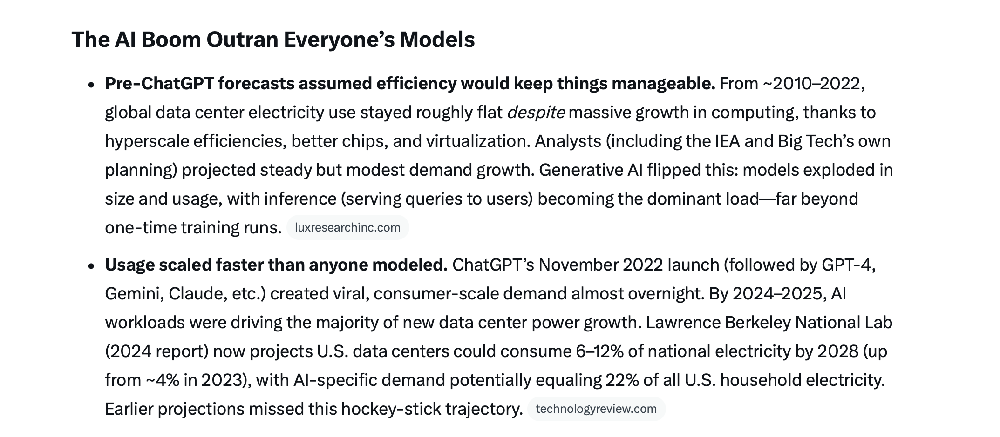 The AI Boom Outran Everyone’s Models
• Pre-ChatGPT forecasts assumed efficiency would keep things manageable. From ~2010–2022,
global data center electricity use stayed roughly flat despite massive growth in computing, thanks to
hyperscale efficiencies, better chips, and virtualization. Analysts (including the IEA and Big Tech’s own
planning) projected steady but modest demand growth. Generative AI flipped this: models exploded in
size and usage, with inference (serving queries to users) becoming the dominant load—far beyond
one-time training runs. luxresearchinc.com
• Usage scaled faster than anyone modeled. ChatGPT’s November 2022 launch (followed by GPT-4,
Gemini, Claude, etc.) created viral, consumer-scale demand almost overnight. By 2024–2025, AI
workloads were driving the majority of new data center power growth. Lawrence Berkeley National Lab
(2024 report) now projects U.S. data centers could consume 6–12% of national electricity by 2028 (up
from ~4% in 2023), with AI-specific demand potentially equaling 22% of all U.S. household electricity.
Earlier projections missed this hockey-stick trajectory. technologyreview.com